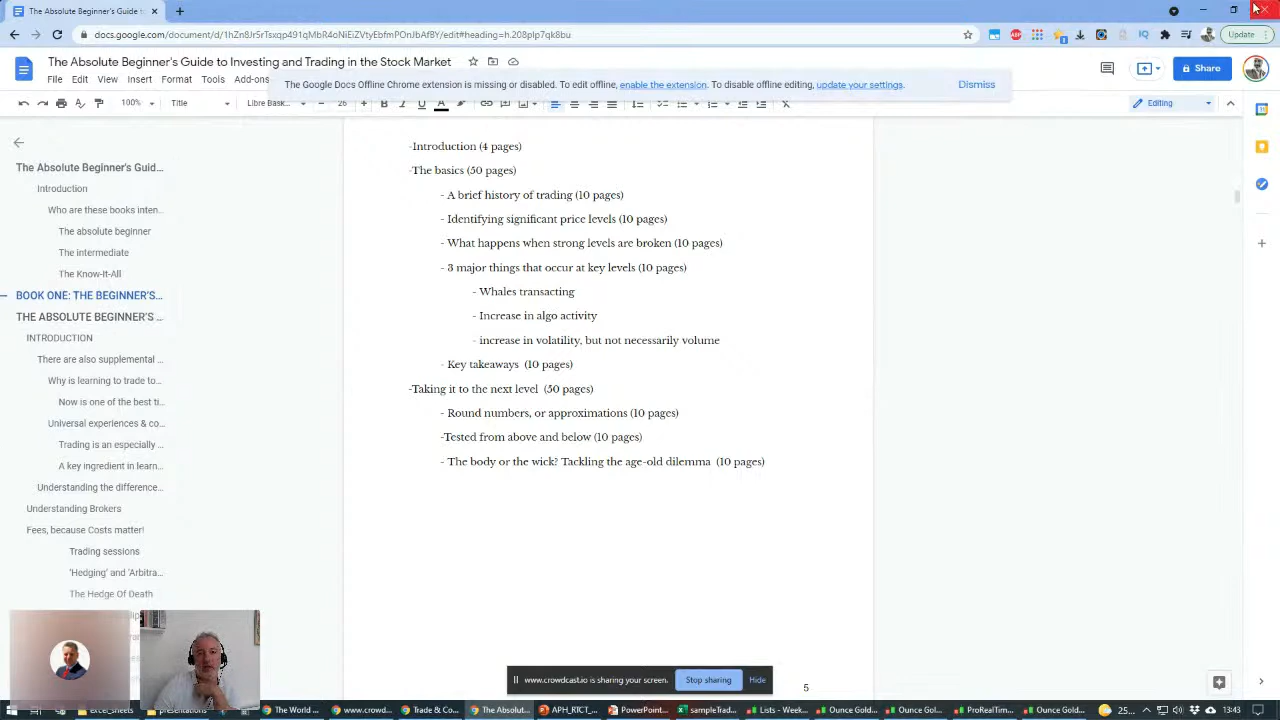 The Absolute Beginner's Guide t
docs.google.com/document/d/1hZn8Jr5rTsxqp491qMbR4oNiEiZVtyEbfmPOnJbAfBY/edit#heading=h.208plp7qk8bu
Update
The Absolute Beginner's Guide to Investing and Trading in the Stock Market
Share
File Edit View Insert Format Tools Add-ons
The Google Docs Offline Chrome extension is missing or disabled. To edit offline, enable the extension. To disable offline editing, update your settings.
Dismiss
100% Title Libre Bask... 26 B I U A
Editing
The Absolute Beginner's Guid...
Introduction
Who are these books inten...
The absolute beginner
The intermediate
The Know-It-All
BOOK ONE: THE BEGINNER'S...
THE ABSOLUTE BEGINNER'S ...
INTRODUCTION
There are also supplemental ...
Why is learning to trade to...
Now is one of the best ti...
Universal experiences & co...
Trading is an especially ...
A key ingredient in learn...
Understanding the difference...
Understanding Brokers
Fees, because Costs matter!
Trading sessions
'Hedging' and 'Arbitra...
The Hedge Of Death
-Introduction (4 pages)
-The basics (50 pages)
- A brief history of trading (10 pages)
- Identifying significant price levels (10 pages)
- What happens when strong levels are broken (10 pages)
- 3 major things that occur at key levels (10 pages)
- Whales transacting
- Increase in algo activity
- increase in volatility, but not necessarily volume
- Key takeaways (10 pages)
-Taking it to the next level (50 pages)
- Round numbers, or approximations (10 pages)
-Tested from above and below (10 pages)
- The body or the wick? Tackling the age-old dilemma (10 pages)
5
www.crowdcast.io is sharing your screen.
Stop sharing
Hide
excel_sheets
presentations
The World ...
www.crowd...
Trade & Co...
The Absolut...
APH_RTCT_...
PowerPoint...
sampleTrad...
Lists - Week...
Ounce Gold...
Ounce Gol...
ProRealTim...
Ounce Gold...
2.5...
13:43